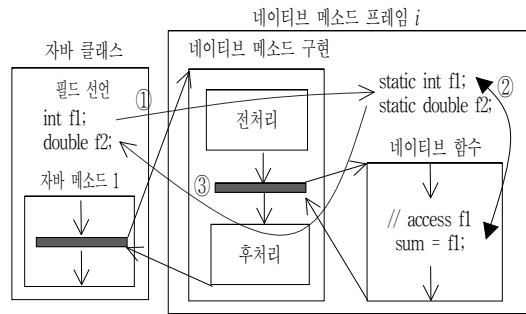 네이티브 메소드 프레임 i
자바 클래스
네이티브 메소드 구현
필드 선언
int f1;
double f2;
①
전처리
static int f1;
static double f2;
②
네이티브 함수
자바 메소드 1
③
// access f1
sum = f1;
후처리